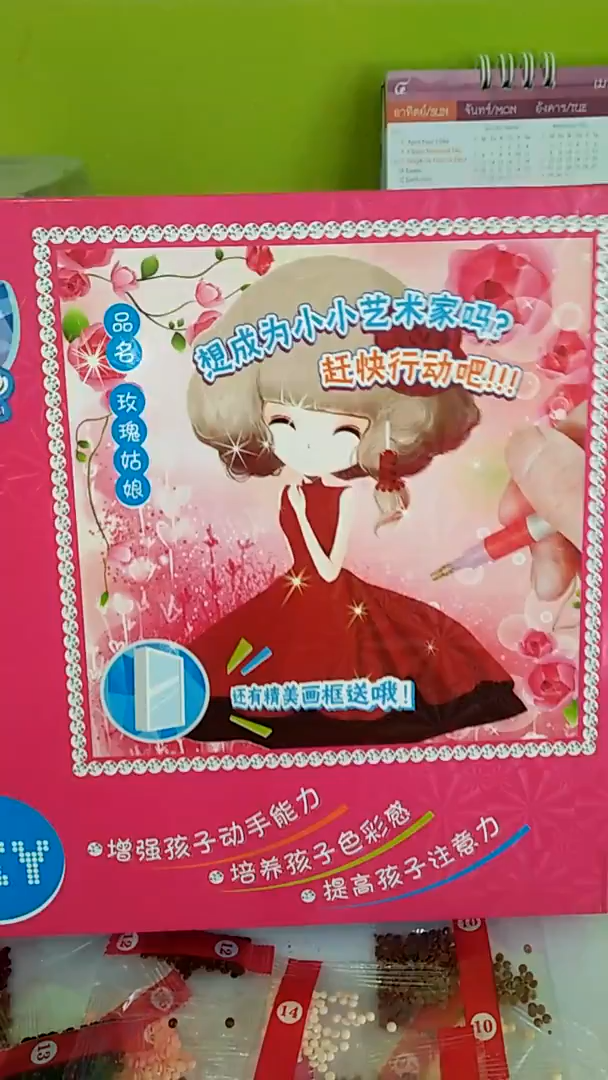 อาทิตย์/SUN จันทร์/MON อังคาร/TUE
想成为小小艺术家吗?
赶快行动吧!!!
品名
玫瑰姑娘
还有精美画框送哦!
增强孩子动手能力
培养孩子色彩感
提高孩子注意力
12
12
14
10
13